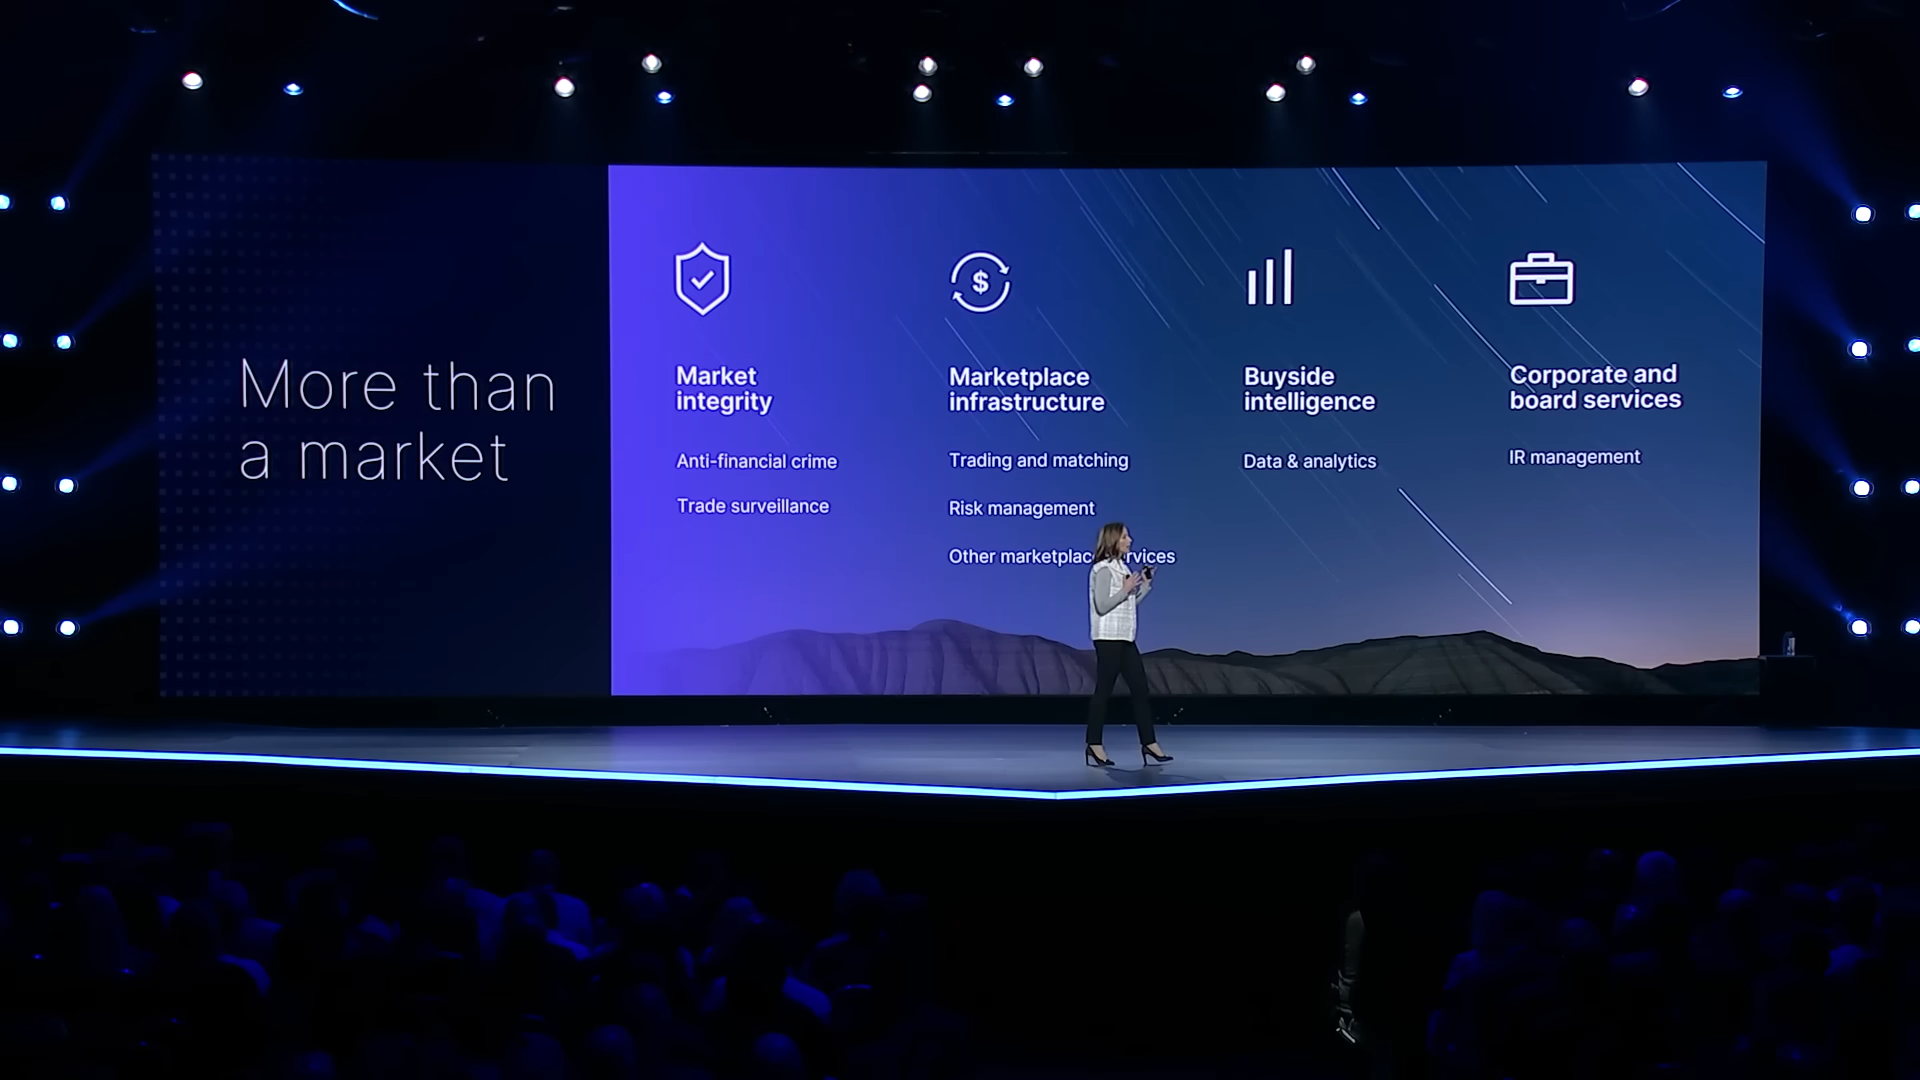 More than
a market
$
Market
integrity
Anti-financial crime
Trade surveillance
Marketplace
infrastructure
Trading and matching
Risk management
Other
Buyside
intelligence
Data & analytics
Corporate and
board services
IR management